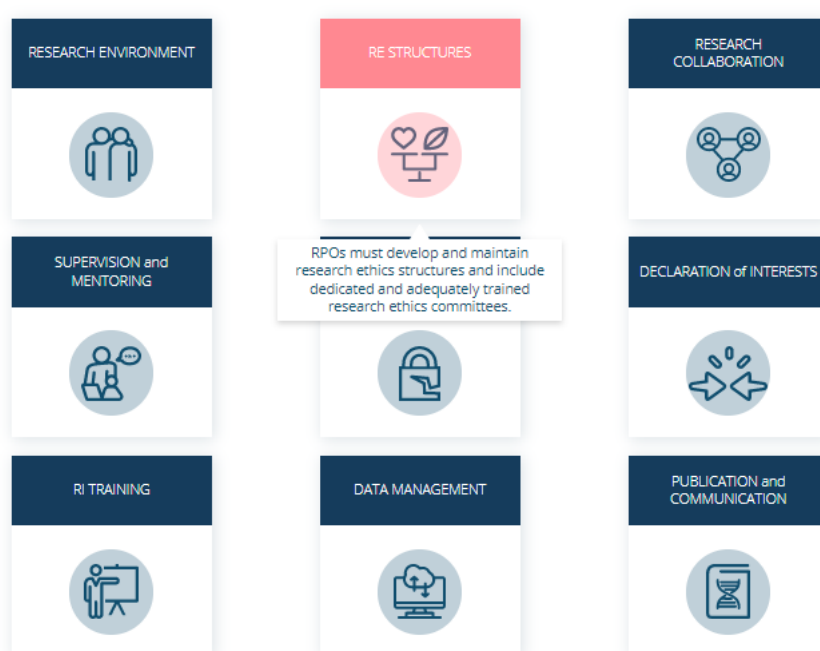 RESEARCH ENVIRONMENT
RE STRUCTURES
RESEARCH
COLLABORATION
RPOs must develop and maintain
research ethics structures and include
dedicated and adequately trained
research ethics committees.
SUPERVISION and
MENTORING
DECLARATION of INTERESTS
RI TRAINING
DATA MANAGEMENT
PUBLICATION and
COMMUNICATION